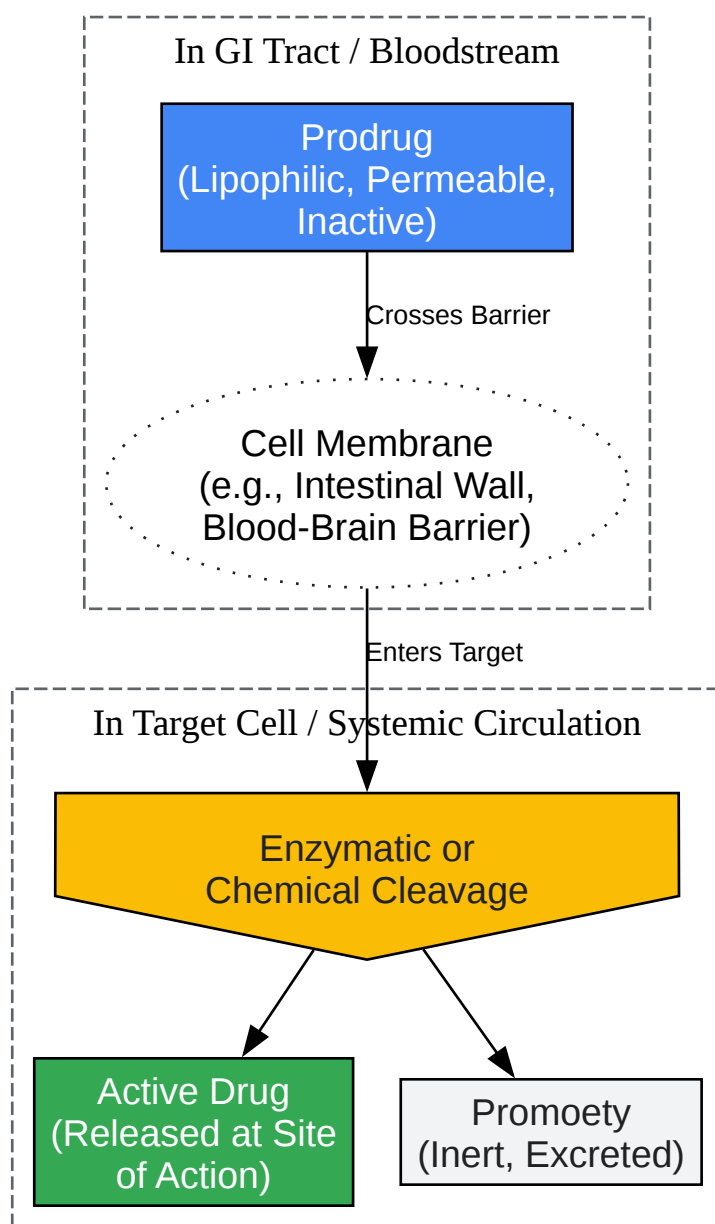 In GI Tract / Bloodstream
Prodrug
(Lipophilic, Permeable,
Inactive)
Crosses Barrier
Cell Membrane
(e.g., Intestinal Wall,
Blood-Brain Barrier)
Enters Target
In Target Cell / Systemic Circulation
Enzymatic or
Chemical Cleavage
Active Drug
(Released at Site
of Action)
Promoety
(Inert, Excreted)